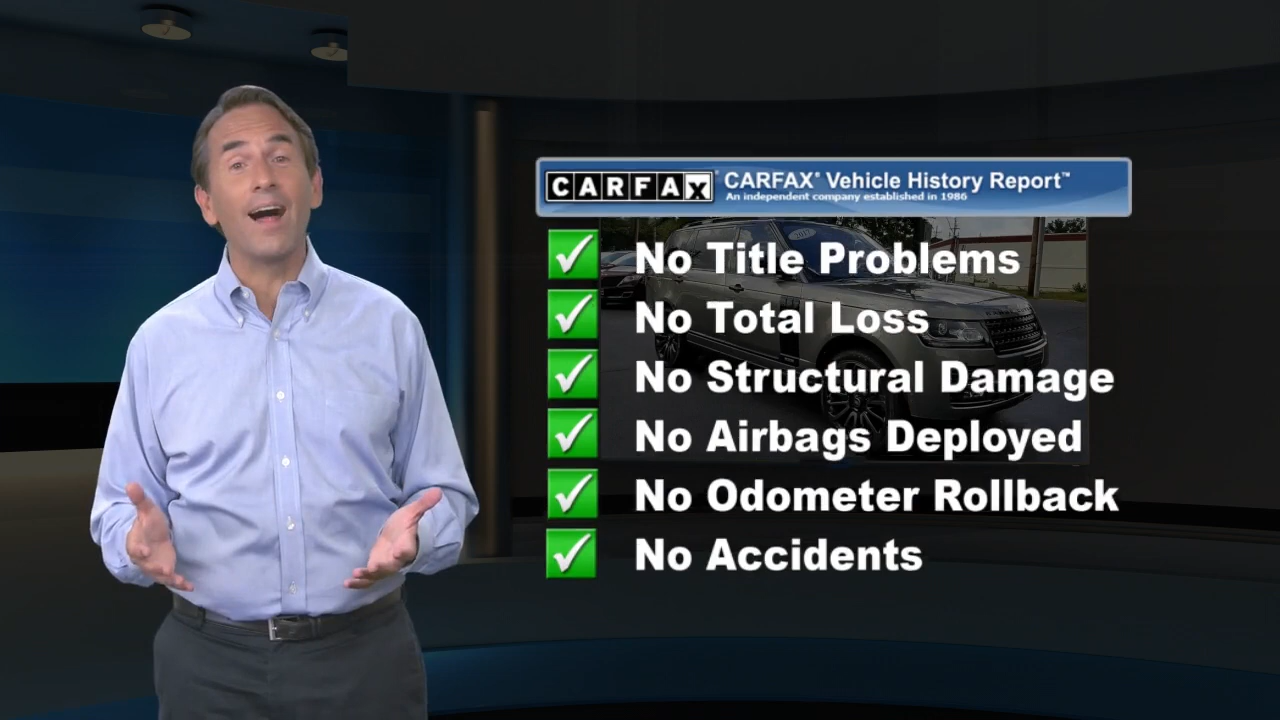 CARFAX® CARFAX® Vehicle History Report™
An independent company established in 1986
2017
No Title Problems
No Total Loss
No Structural Damage
No Airbags Deployed
No Odometer Rollback
No Accidents